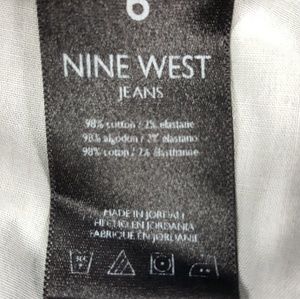 6
NINE WEST
JEANS
98% cotton / 2% elastane
98% algodon / 2% elastano
98% coton / 2% élasthanne
MADE IN JORDAN
HECHO EN JORDANIA
FABRIQUÉ EN JORDANIE